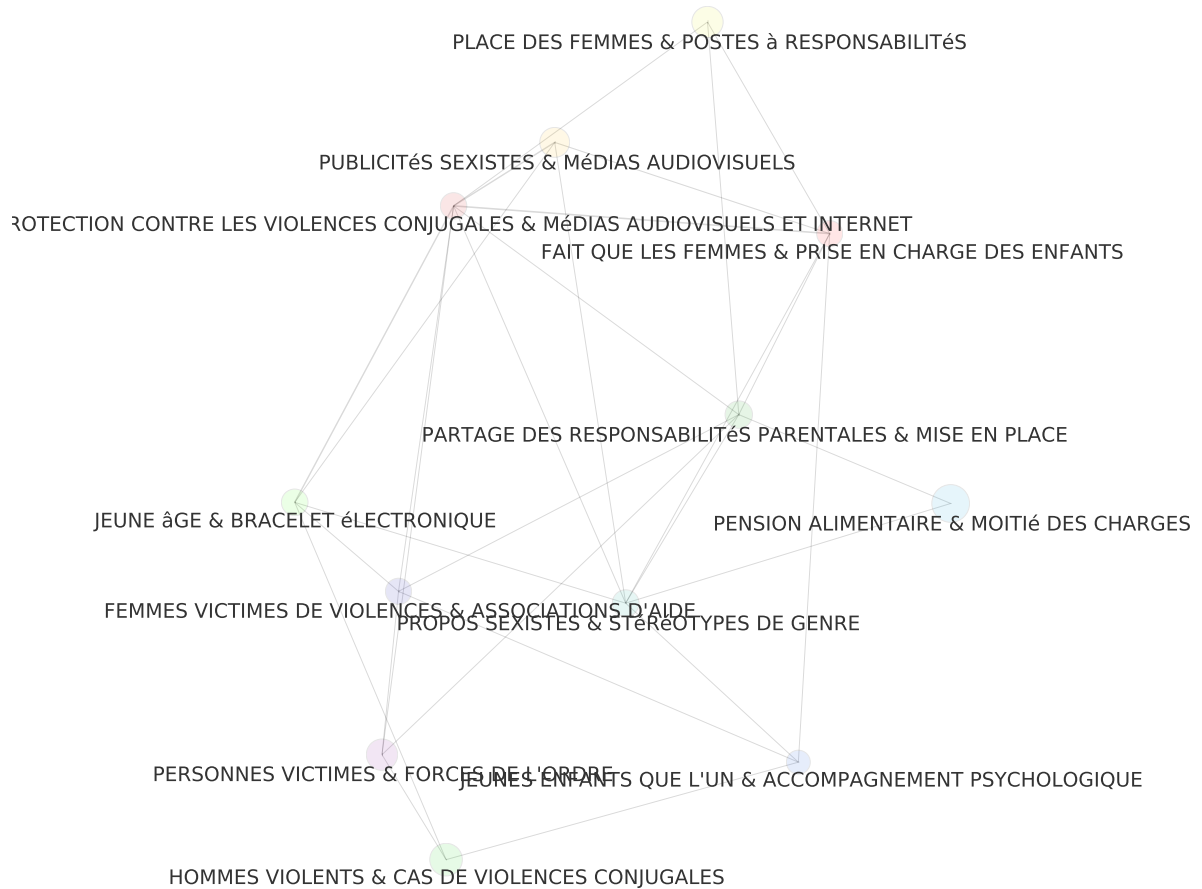 PLACE DES FEMMES & POSTES à RESPONSABILITéS
PUBLICITéS SEXISTES & MéDIAS AUDIOVISUELS
ROTECTION CONTRE LES VIOLENCES CONJUGALES & MéDIAS AUDIOVISUELS ET INTERNET
FAIT QUE LES FEMMES & PRISE EN CHARGE DES ENFANTS
PARTAGE DES RESPONSABILITéS PARENTALES & MISE EN PLACE
JEUNE âGE & BRACELET éLECTRONIQUE
PENSION ALIMENTAIRE & MOITIé DES CHARGES
FEMMES VICTIMES DE VIOLENCES & ASSOCIATIONS D'AIDE
PROPOS SEXISTES & STéRéOTYPES DE GENRE
PERSONNES VICTIMES & FORCES DE L'ORDRE
JEUNES ENFANTS QUE L'UN & ACCOMPAGNEMENT PSYCHOLOGIQUE
HOMMES VIOLENTS & CAS DE VIOLENCES CONJUGALES